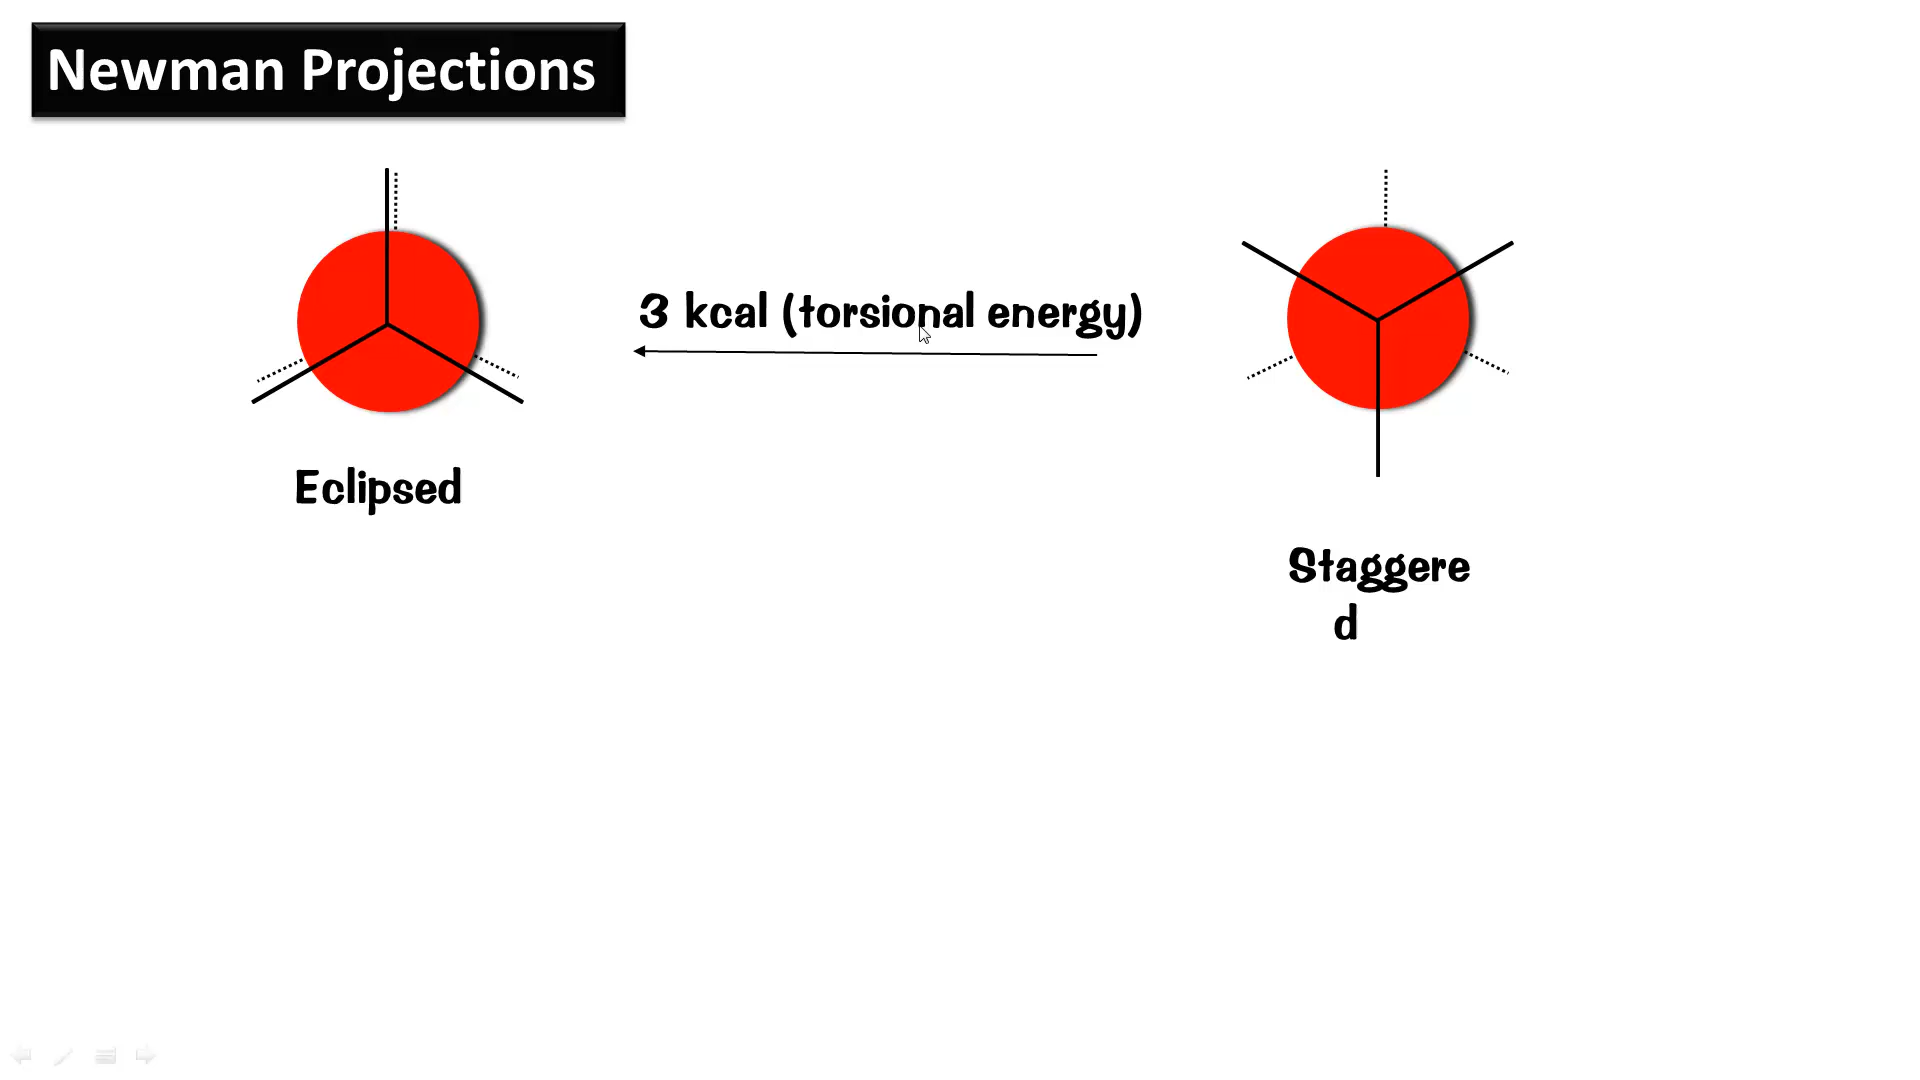 Newman Projections
3 kcal (torsional energy)
Eclipsed
Staggere
d